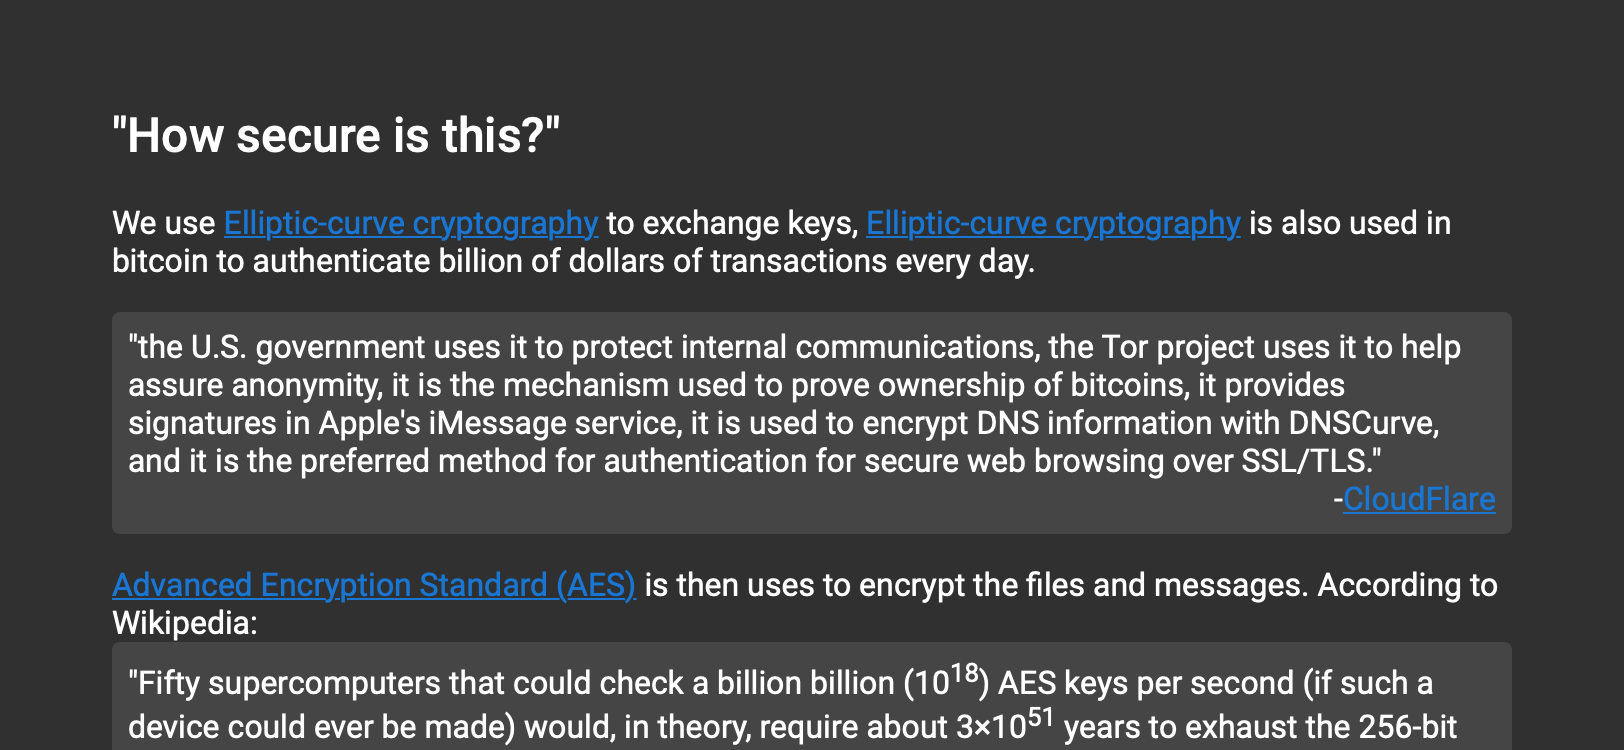 "How secure is this?"
We use Elliptic-curve cryptography to exchange keys, Elliptic-curve cryptography is also used in
bitcoin to authenticate billion of dollars of transactions every day.
"the U.S. government uses it to protect internal communications, the Tor project uses it to help
assure anonymity, it is the mechanism used to prove ownership of bitcoins, it provides
signatures in Apple's iMessage service, it is used to encrypt DNS information with DNSCurve,
and it is the preferred method for authentication for secure web browsing over SSL/TLS."
-CloudFlare
Advanced Encryption Standard (AES) is then uses to encrypt the files and messages. According to
Wikipedia:
"Fifty supercomputers that could check a billion billion (10¹⁸) AES keys per second (if such a
device could ever be made) would, in theory, require about 3×10⁵¹ years to exhaust the 256-bit